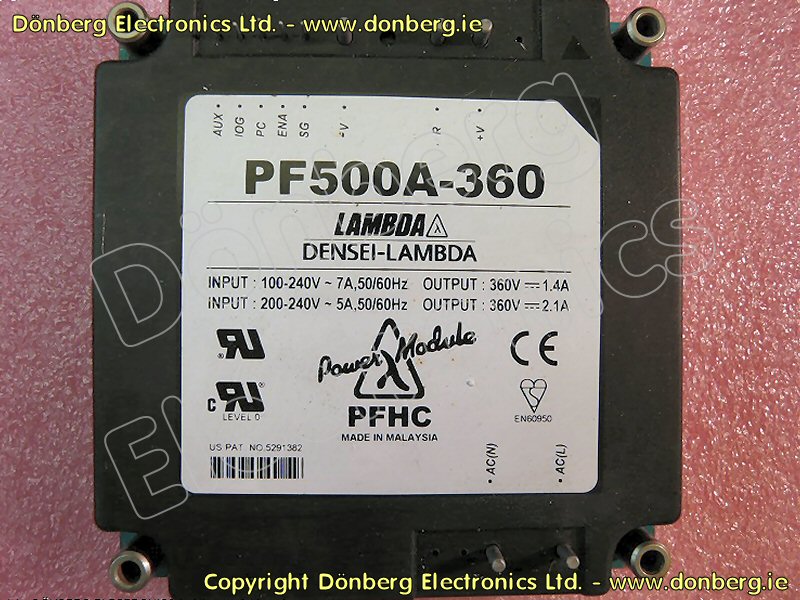 Dönberg Electronics Ltd. - www.donberg.ie
AUX IOG PC ENA SG -V R +V
PF500A-360
LAMBDA
DENSEI-LAMBDA
INPUT : 100-240V ~ 7A,50/60Hz OUTPUT : 360V ⎓ 1.4A
INPUT : 200-240V ~ 5A,50/60Hz OUTPUT : 360V ⎓ 2.1A
Power Module
CE
c
LEVEL 0
PFHC
EN60950
MADE IN MALAYSIA
US PAT. NO.5291382
AC(N) AC(L)
Dönberg
Electronics
Copyright Dönberg Electronics Ltd. - www.donberg.ie